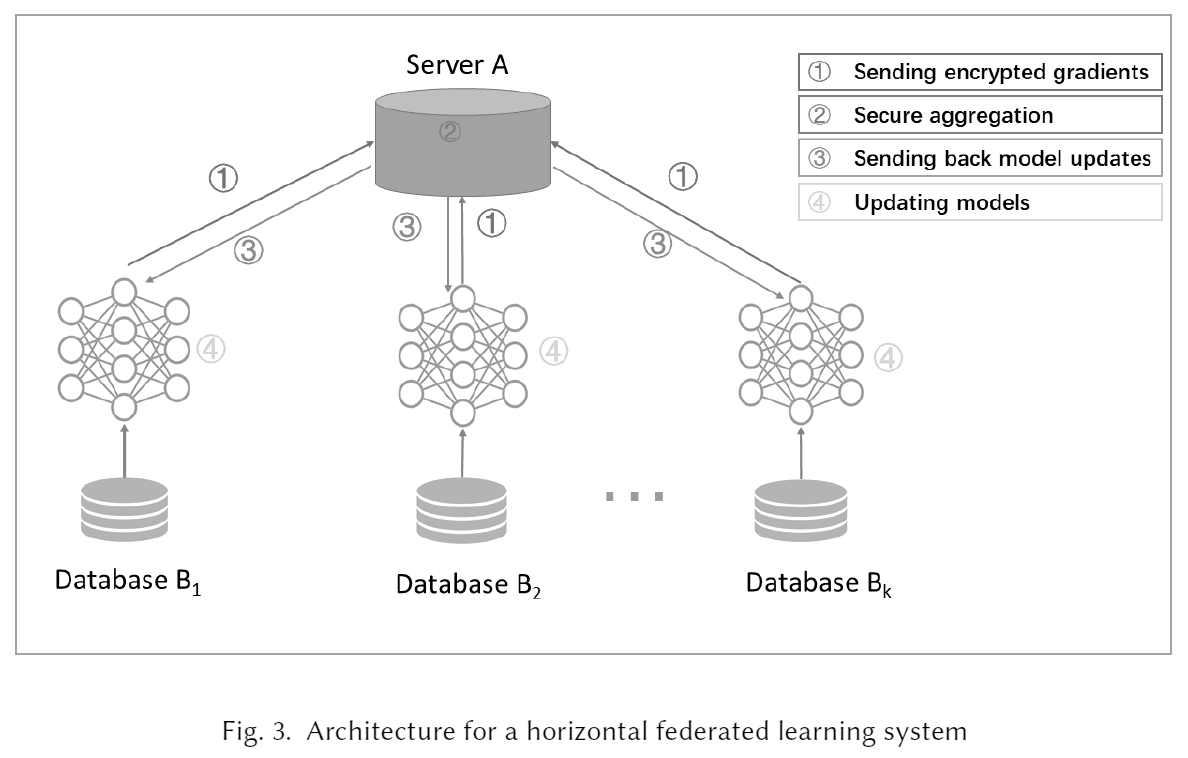 Server A
① Sending encrypted gradients
② Secure aggregation
③ Sending back model updates
④ Updating models
②
①
①
③
①
③
③
④
④
④
Database B₁
Database B₂
...
Database Bₖ
Fig. 3. Architecture for a horizontal federated learning system